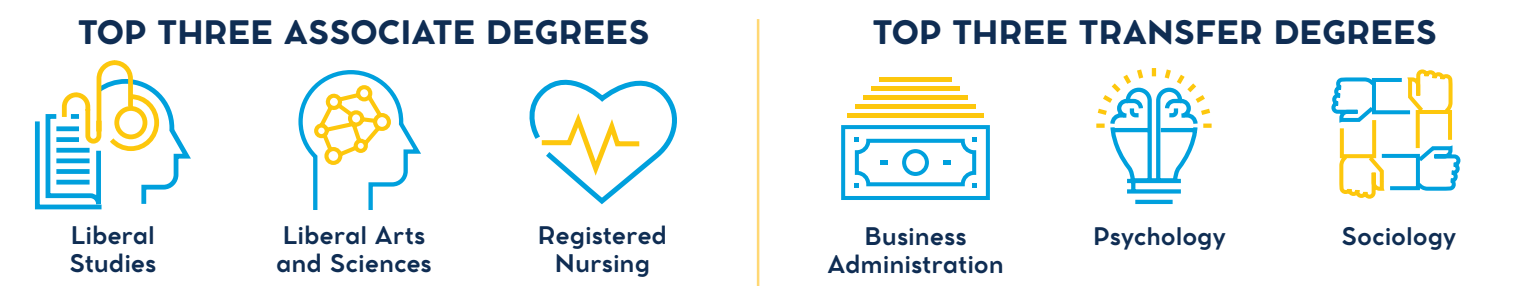 TOP THREE ASSOCIATE DEGREES
Liberal
Studies
Liberal Arts
and Sciences
Registered
Nursing
TOP THREE TRANSFER DEGREES
Business
Administration
Psychology
Sociology